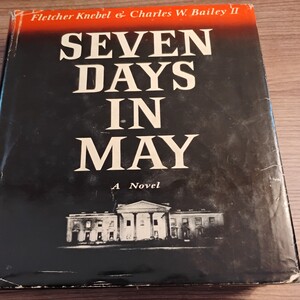 Fletcher Knebel & Charles W. Bailey II
SEVEN
DAYS
IN
MAY
A Novel